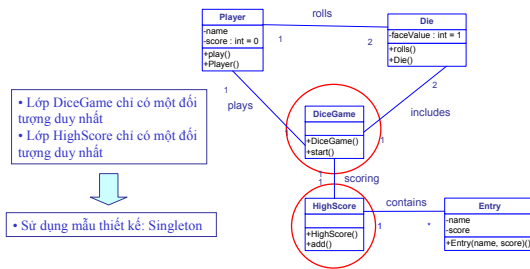 rolls
Player
-name
-score : int = 0
+play()
+Player()
1
2
Die
-faceValue : int = 1
+rolls()
+Die()
1
plays
2
includes
• Lớp DiceGame chỉ có một đối
tượng duy nhất
• Lớp HighScore chỉ có một đối
tượng duy nhất
DiceGame
+DiceGame()
+start()
1
1
1
scoring
1
• Sử dụng mẫu thiết kế: Singleton
HighScore
+HighScore()
+add()
contains
1
*
Entry
-name
-score
+Entry(name, score)()